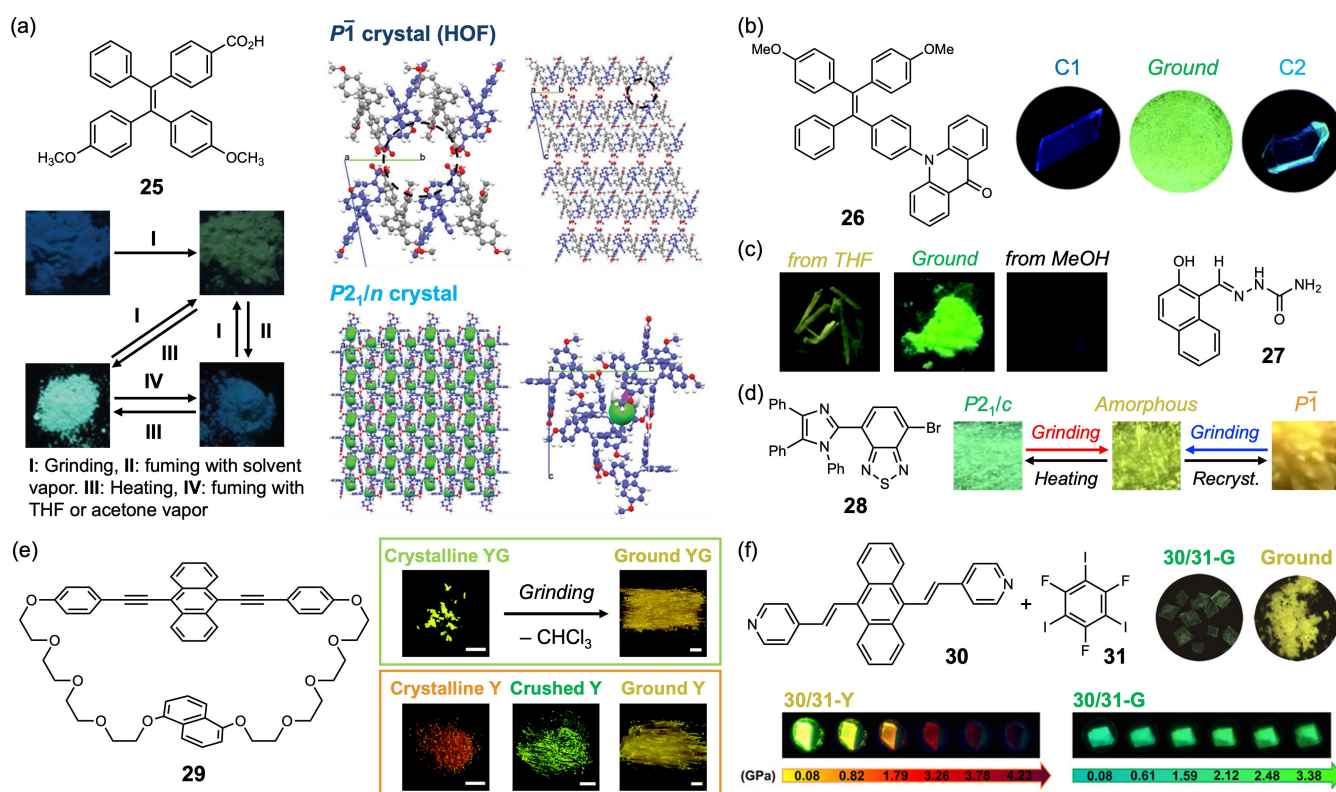 (a)
CO₂H
H₃CO
OCH₃
25
I
I
III
I
II
IV
III
I: Grinding, II: fuming with solvent
vapor. III: Heating, IV: fuming with
THF or acetone vapor
P1̅ crystal (HOF)
a
b
c
a
b
c
P2₁/n crystal
a
b
c
a
b
c
(b)
MeO
OMe
N
O
26
C1
Ground
C2
(c)
from THF
Ground
from MeOH
OH
H
N
H
N
NH₂
O
27
(d)
Ph
N
Ph
N
Ph
Ph
Br
N
N
S
28
P2₁/c
Amorphous
P1̅
Grinding
Grinding
Heating
Recryst.
(e)
O
O
O
O
O
O
O
O
O
O
29
Crystalline YG
Ground YG
Grinding
– CHCl₃
Crystalline Y
Crushed Y
Ground Y
(f)
N
N
30
+
I
F
F
I
I
F
31
30/31-G
Ground
30/31-Y
30/31-G
(GPa)
0.08 0.82 1.79 3.26 3.78 4.23
0.08 0.61 1.59 2.12 2.48 3.38